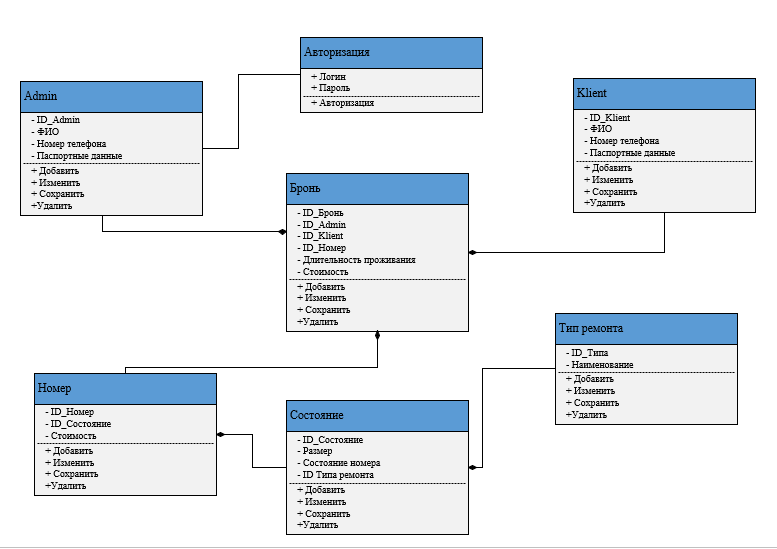 Авторизация
+ Логин
+ Пароль
+ Авторизация
Admin
- ID_Admin
- ФИО
- Номер телефона
- Паспортные данные
+ Добавить
+ Изменить
+ Сохранить
+Удалить
Klient
- ID_Klient
- ФИО
- Номер телефона
- Паспортные данные
+ Добавить
+ Изменить
+ Сохранить
+Удалить
Бронь
- ID_Бронь
- ID_Admin
- ID_Klient
- ID_Номер
- Длительность проживания
- Стоимость
+ Добавить
+ Изменить
+ Сохранить
+Удалить
Тип ремонта
- ID_Типа
- Наименование
+ Добавить
+ Изменить
+ Сохранить
+Удалить
Номер
- ID_Номер
- ID_Состояние
- Стоимость
+ Добавить
+ Изменить
+ Сохранить
+Удалить
Состояние
- ID_Состояние
- Размер
- Состояние номера
- ID Типа ремонта
+ Добавить
+ Изменить
+ Сохранить
+Удалить